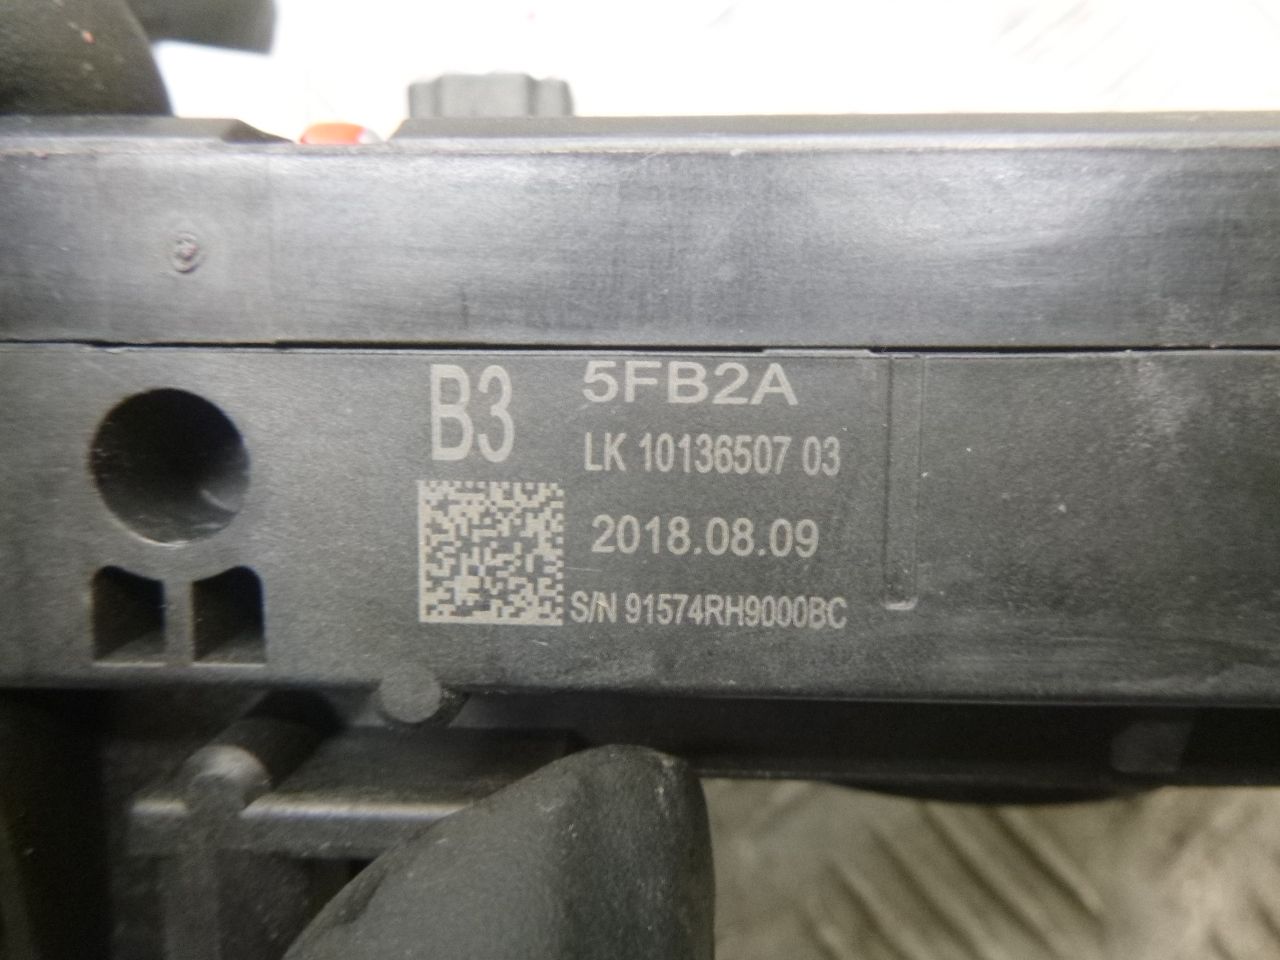 B3
5FB2A
LK 10136507 03
2018.08.09
S/N 91574RH9000BC